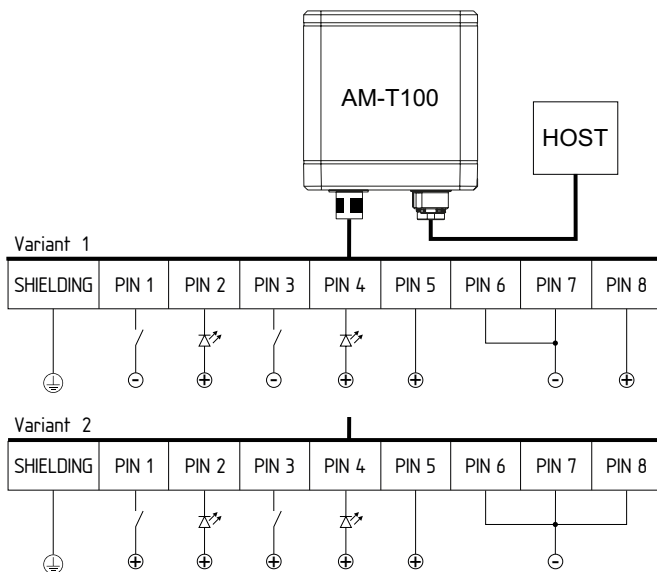 AM-T100
HOST
Variant 1
SHIELDING PIN 1 PIN 2 PIN 3 PIN 4 PIN 5 PIN 6 PIN 7 PIN 8
Variant 2
SHIELDING PIN 1 PIN 2 PIN 3 PIN 4 PIN 5 PIN 6 PIN 7 PIN 8